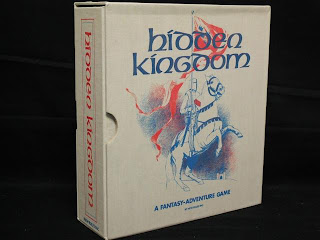 hidden
kingdom
A FANTASY-ADVENTURE GAME
hidden kingdom